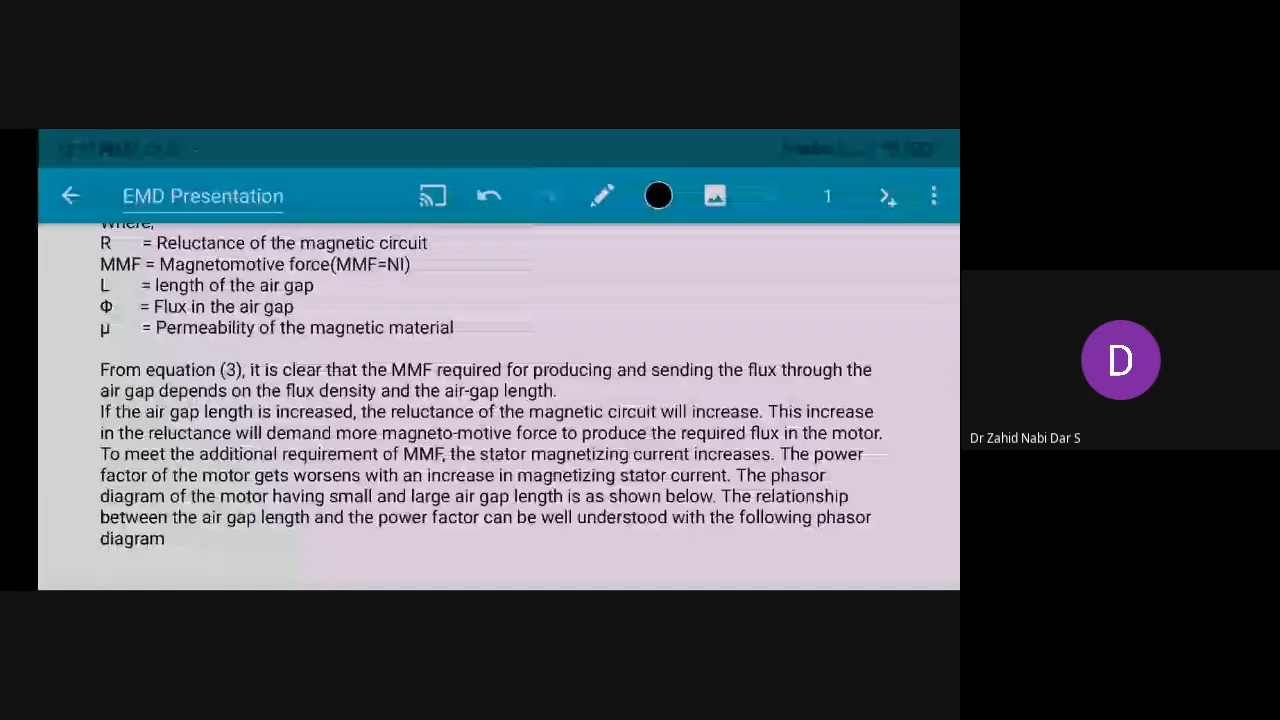 EMD Presentation
1
Where,
R = Reluctance of the magnetic circuit
MMF = Magnetomotive force(MMF=NI)
L = length of the air gap
Φ = Flux in the air gap
µ = Permeability of the magnetic material
From equation (3), it is clear that the MMF required for producing and sending the flux through the
air gap depends on the flux density and the air-gap length.
If the air gap length is increased, the reluctance of the magnetic circuit will increase. This increase
in the reluctance will demand more magneto-motive force to produce the required flux in the motor.
To meet the additional requirement of MMF, the stator magnetizing current increases. The power
factor of the motor gets worsens with an increase in magnetizing stator current. The phasor
diagram of the motor having small and large air gap length is as shown below. The relationship
between the air gap length and the power factor can be well understood with the following phasor
diagram
D
Dr Zahid Nabi Dar S